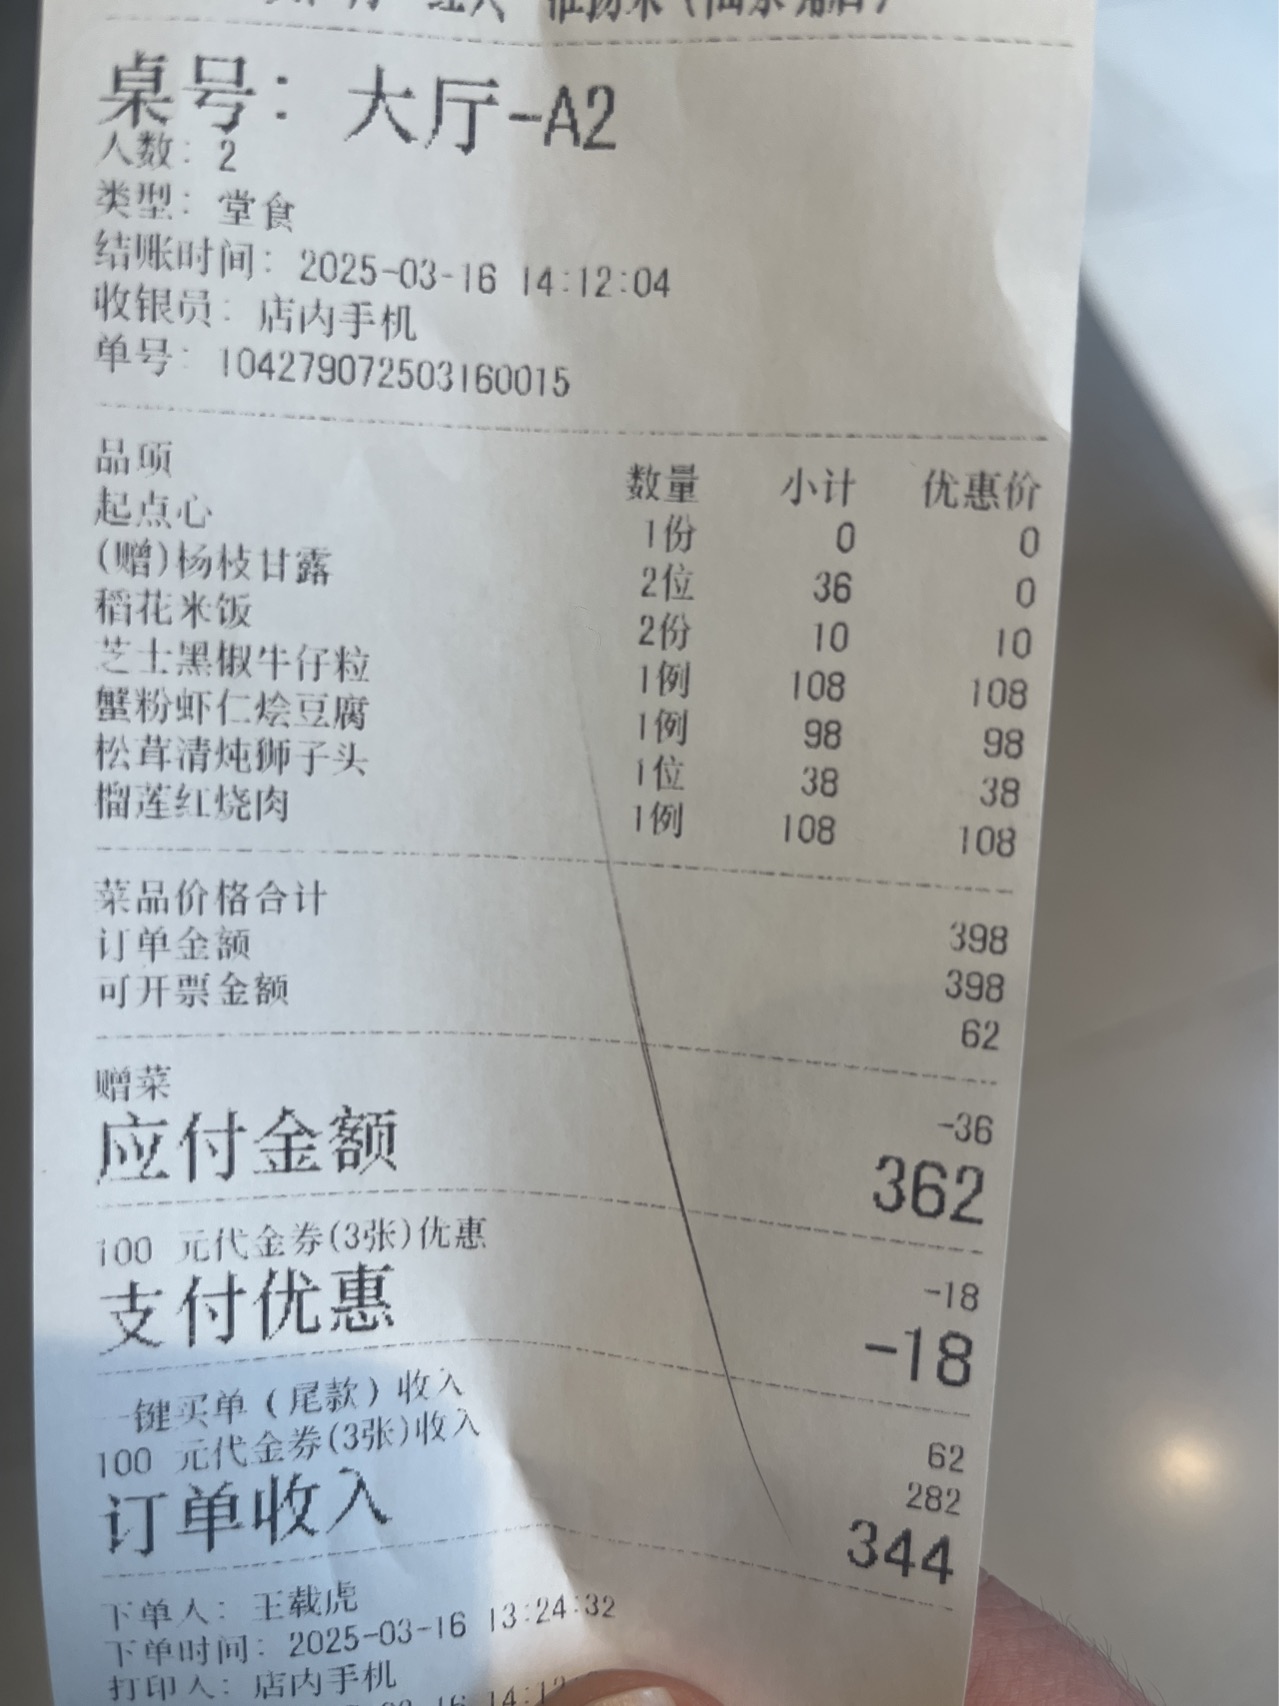 桌号: 大厅-A2
人数: 2
类型: 堂食
结账时间: 2025-03-16 14:12:04
收银员: 店内手机
单号: 104279072503160015
品项 数量 小计 优惠价
起点心 1份 0 0
(赠)杨枝甘露 2位 36 0
稻花米饭 2份 10 10
芝士黑椒牛仔粒 1例 108 108
蟹粉虾仁烩豆腐 1例 98 98
松茸清炖狮子头 1位 38 38
榴莲红烧肉 1例 108 108
菜品价格合计 398
订单金额 398
可开票金额 62
赠菜 -36
应付金额 362
100 元代金券(3张)优惠 -18
支付优惠 -18
一键买单(尾款)收入 62
100 元代金券(3张)收入 282
订单收入 344
下单人: 王载虎
下单时间: 2025-03-16 13:24:32
打印人: 店内手机